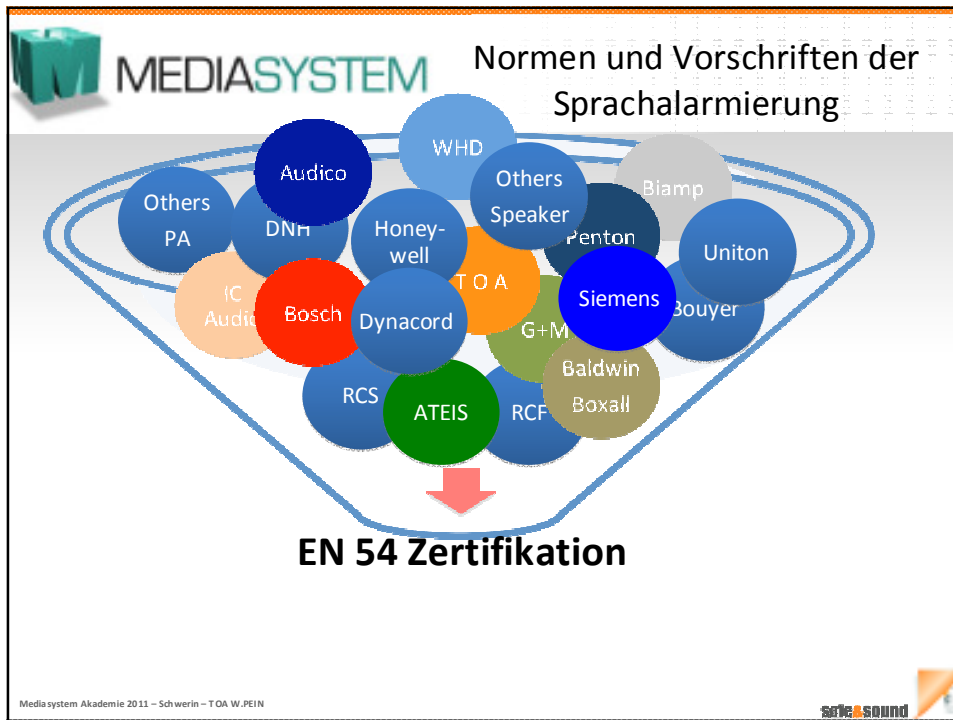 MEDIASYSTEM
Normen und Vorschriften der
Sprachalarmierung
WHD
Audico
Others
Speaker
Biamp
Others
PA
DNH
Honey-
well
Penton
Uniton
IC
Audio
Bosch
T O A
Siemens
Bouyer
Dynacord
G+M
Baldwin
Boxall
RCS
ATEIS
RCF
EN 54 Zertifikation
Mediasystem Akademie 2011 – Schwerin – TOA W.PEIN
safe&sound